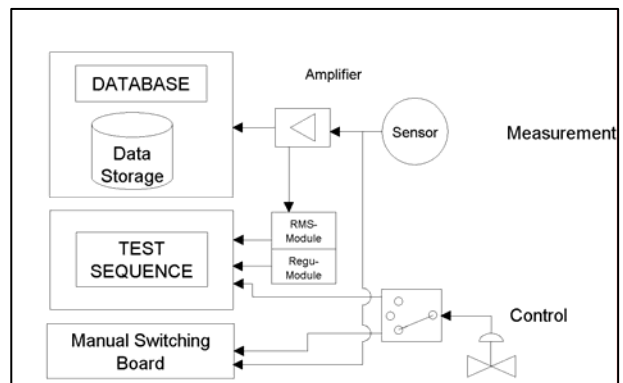 Amplifier
DATABASE
Data
Storage
Sensor
Measurement
RMS-
Module
Regu-
Module
TEST
SEQUENCE
Control
Manual Switching
Board